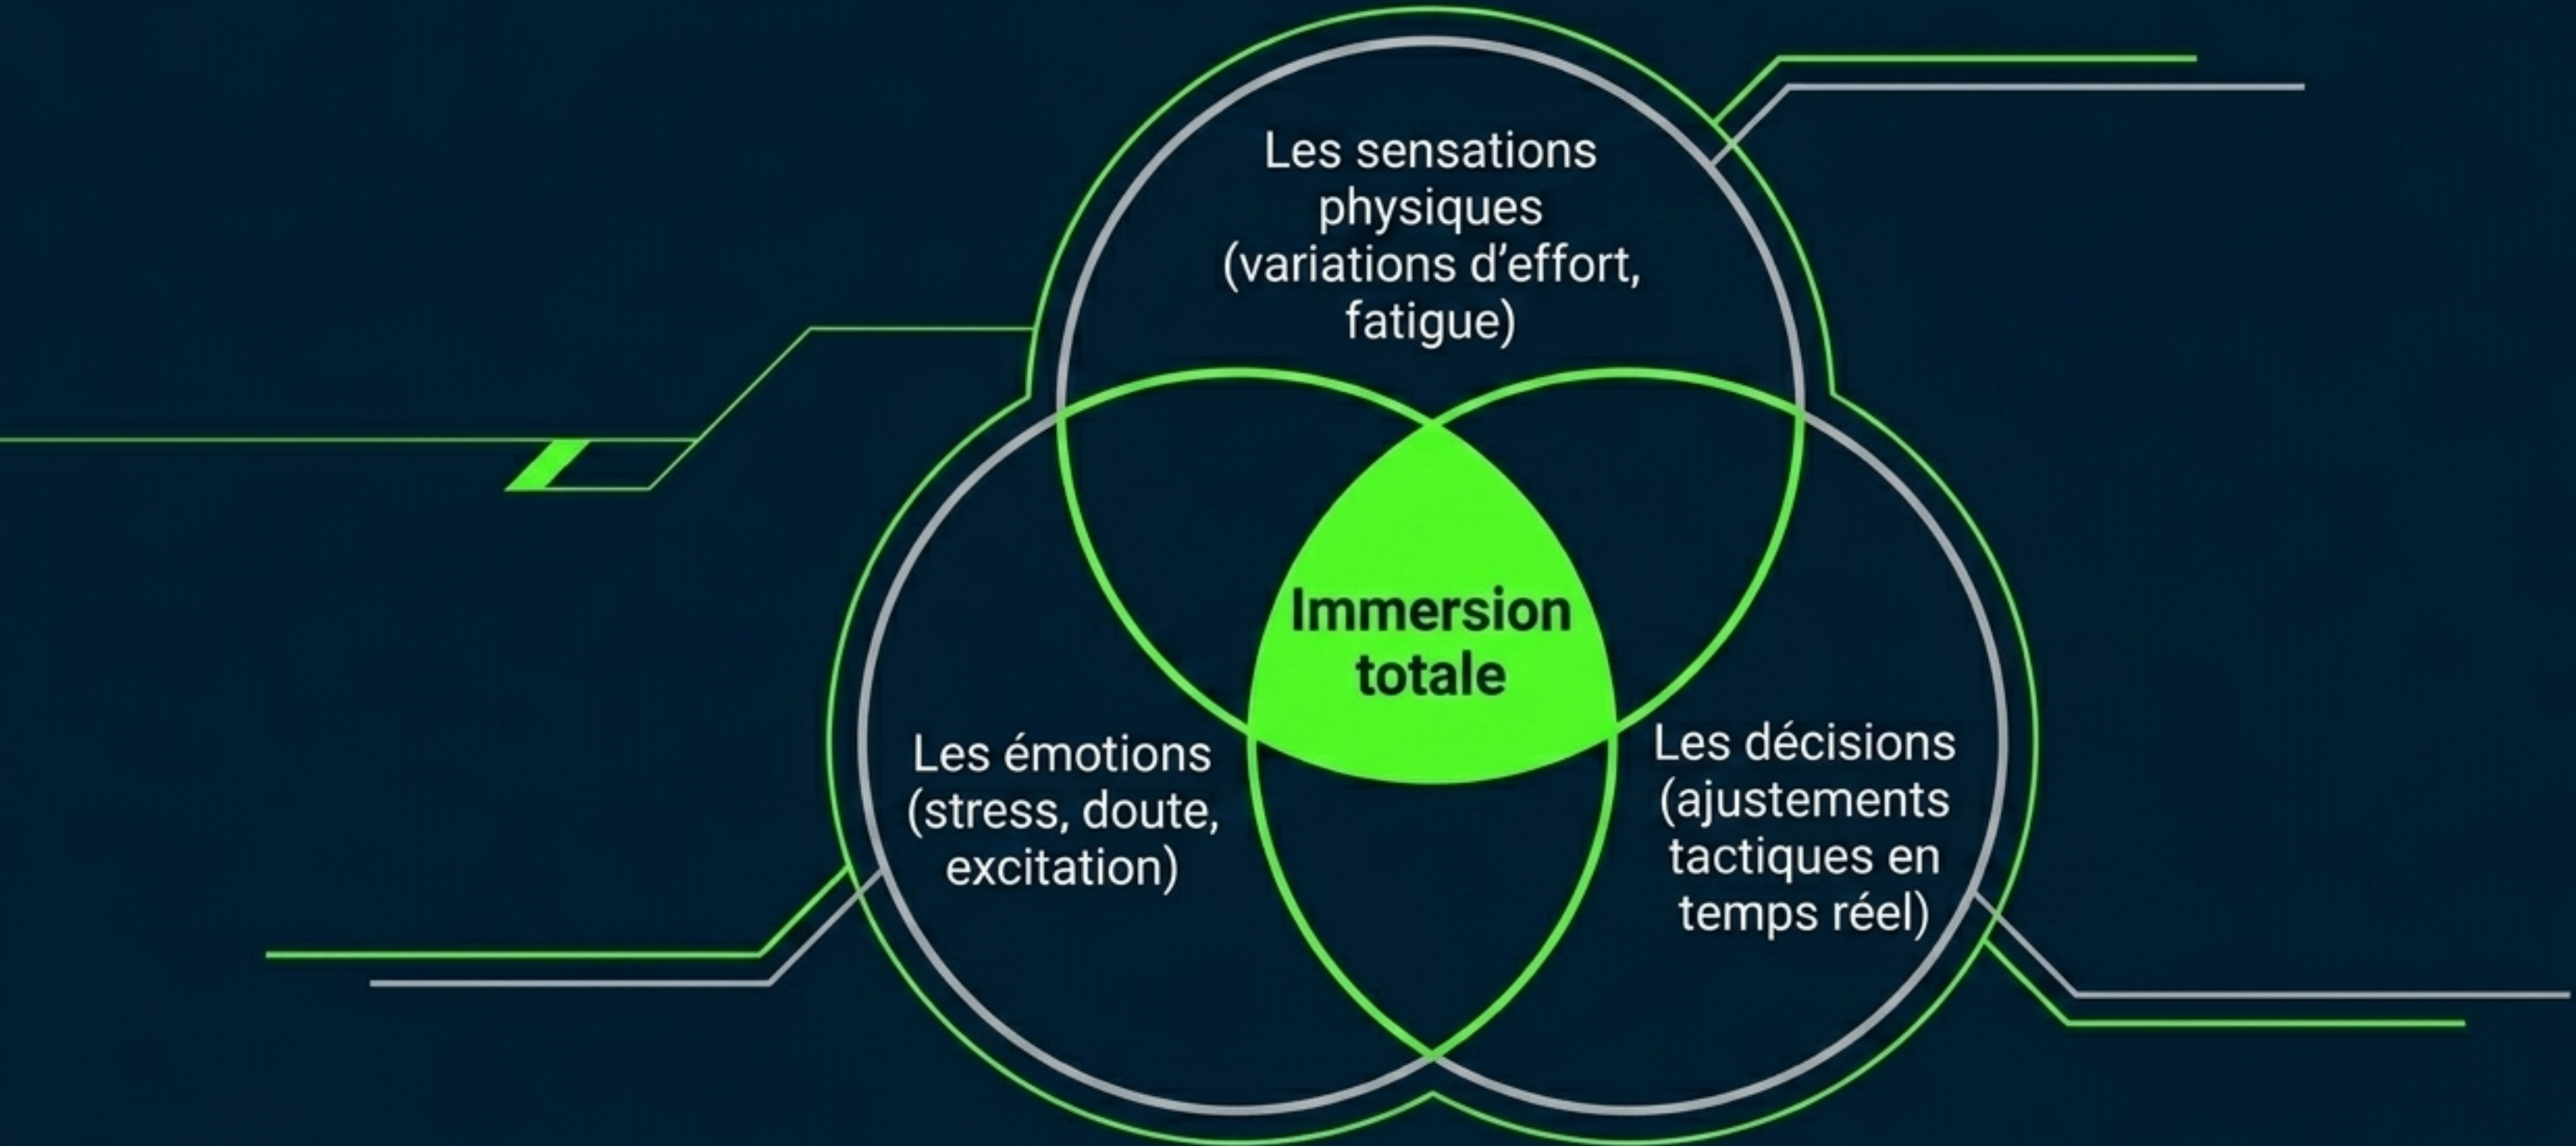 Les sensations
physiques
(variations d’effort,
fatigue)
Immersion
totale
Les émotions
(stress, doute,
excitation)
Les décisions
(ajustements
tactiques en
temps réel)